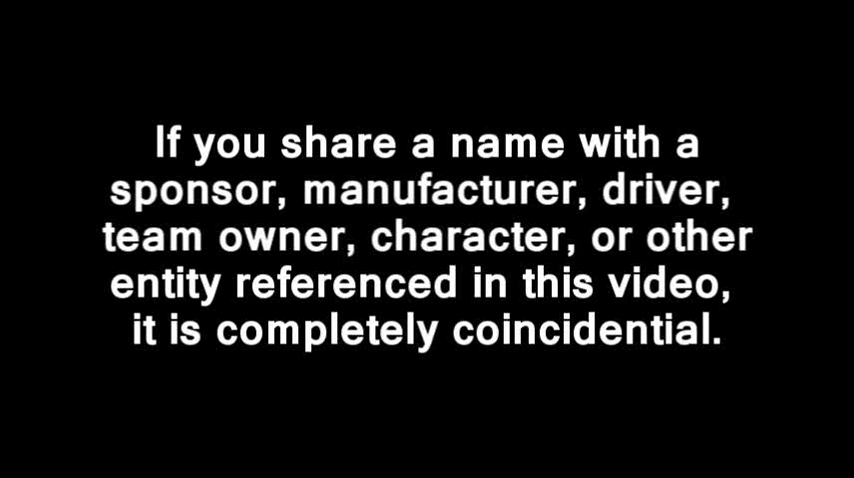 If you share a name with a
sponsor, manufacturer, driver,
team owner, character, or other
entity referenced in this video,
it is completely coincidential.